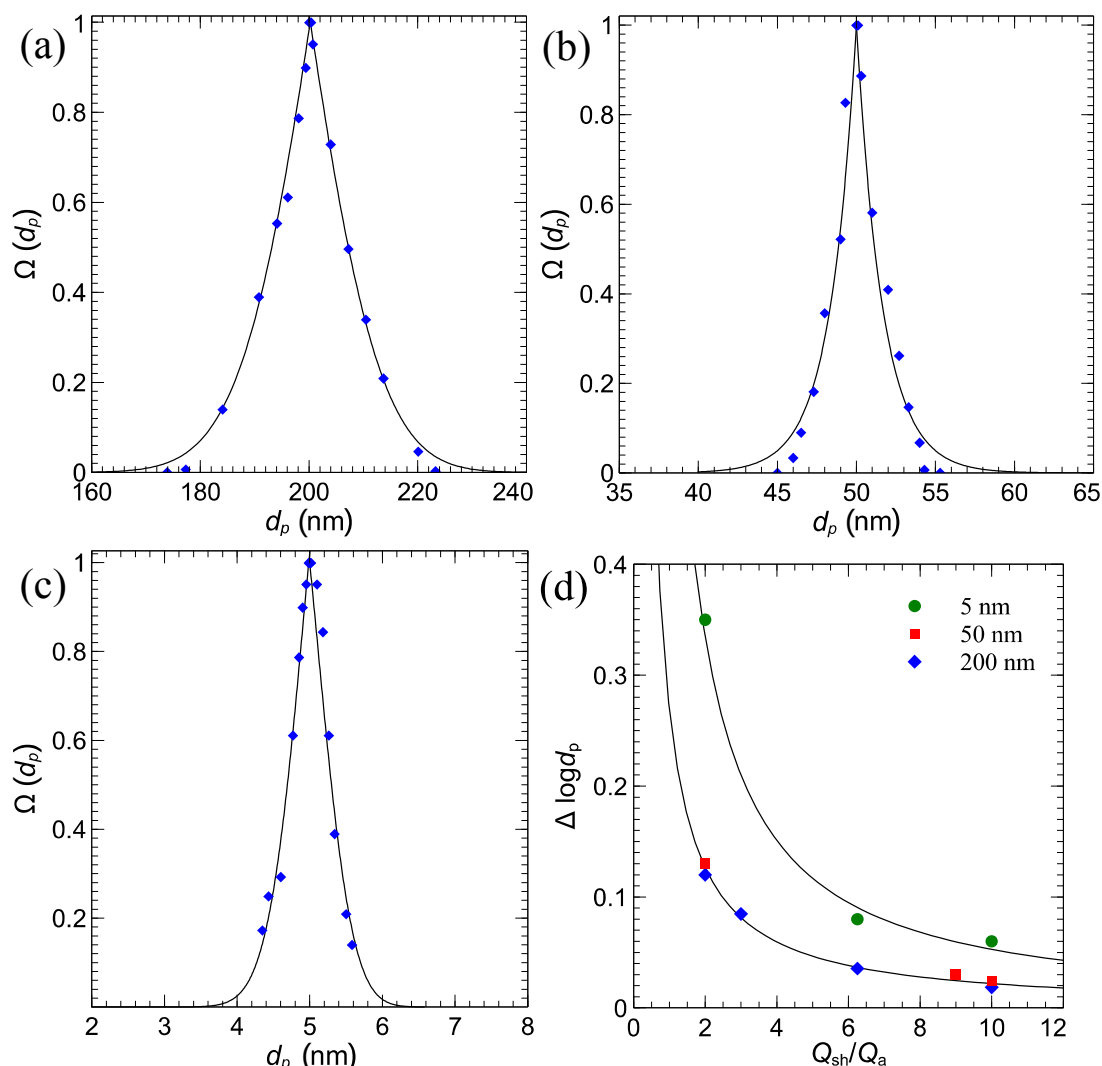 (a)
Ω (dp)
1
0.8
0.6
0.4
0.2
0
160 180 200 220 240
dp (nm)
(b)
Ω (dp)
1
0.8
0.6
0.4
0.2
0
35 40 45 50 55 60 65
dp (nm)
(c)
Ω (dp)
1
0.8
0.6
0.4
0.2
2 3 4 5 6 7 8
dp (nm)
(d)
Δ logdp
0.4
0.3
0.2
0.1
0
5 nm
50 nm
200 nm
0 2 4 6 8 10 12
Qsh/Qa